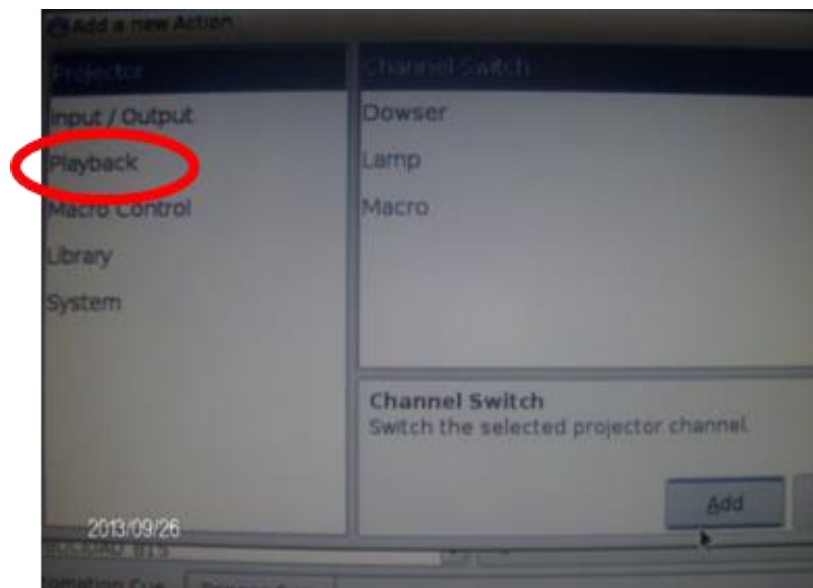 Add a new Action
Projector
Input / Output
Playback
Macro Control
Library
System
Channel Switch
Dowser
Lamp
Macro
Channel Switch
Switch the selected projector channel.
Add
2013/09/26